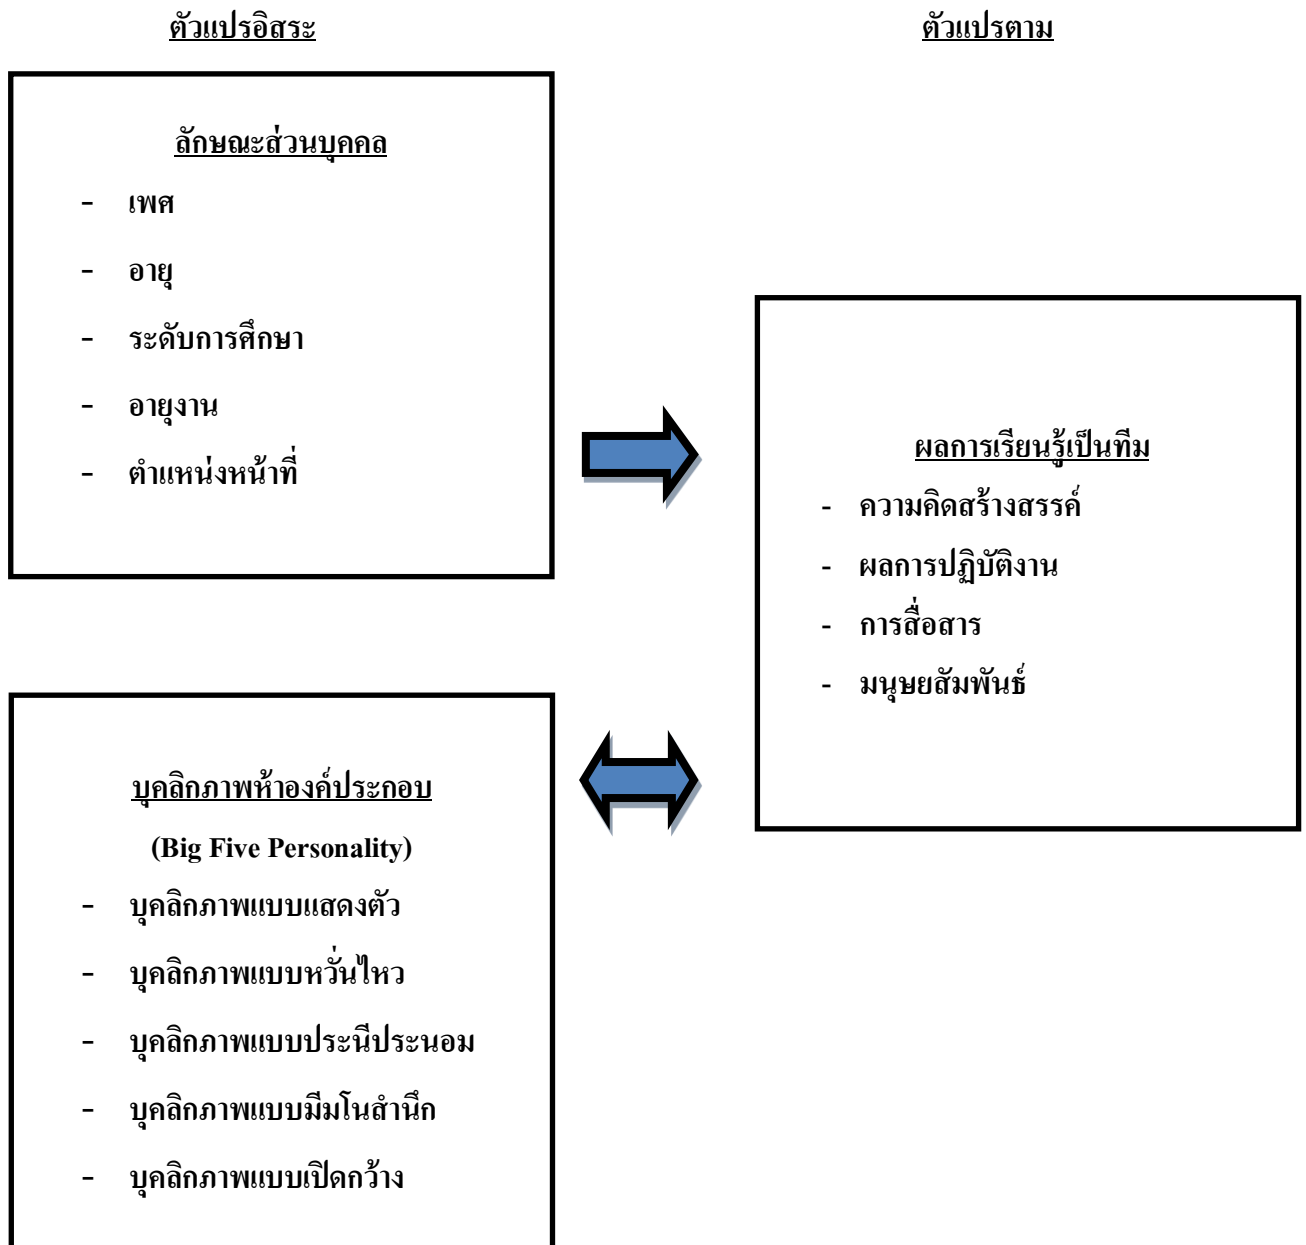 ตัวแปรอิสระ
ตัวแปรตาม
ลักษณะส่วนบุคคล
- เพศ
- อายุ
- ระดับการศึกษา
- อายุงาน
- ตำแหน่งหน้าที่
ผลการเรียนรู้เป็นทีม
- ความคิดสร้างสรรค์
- ผลการปฏิบัติงาน
- การสื่อสาร
- มนุษยสัมพันธ์
บุคลิกภาพห้าองค์ประกอบ
(Big Five Personality)
- บุคลิกภาพแบบแสดงตัว
- บุคลิกภาพแบบหวั่นไหว
- บุคลิกภาพแบบประนีประนอม
- บุคลิกภาพแบบมีมโนสำนึก
- บุคลิกภาพแบบเปิดกว้าง